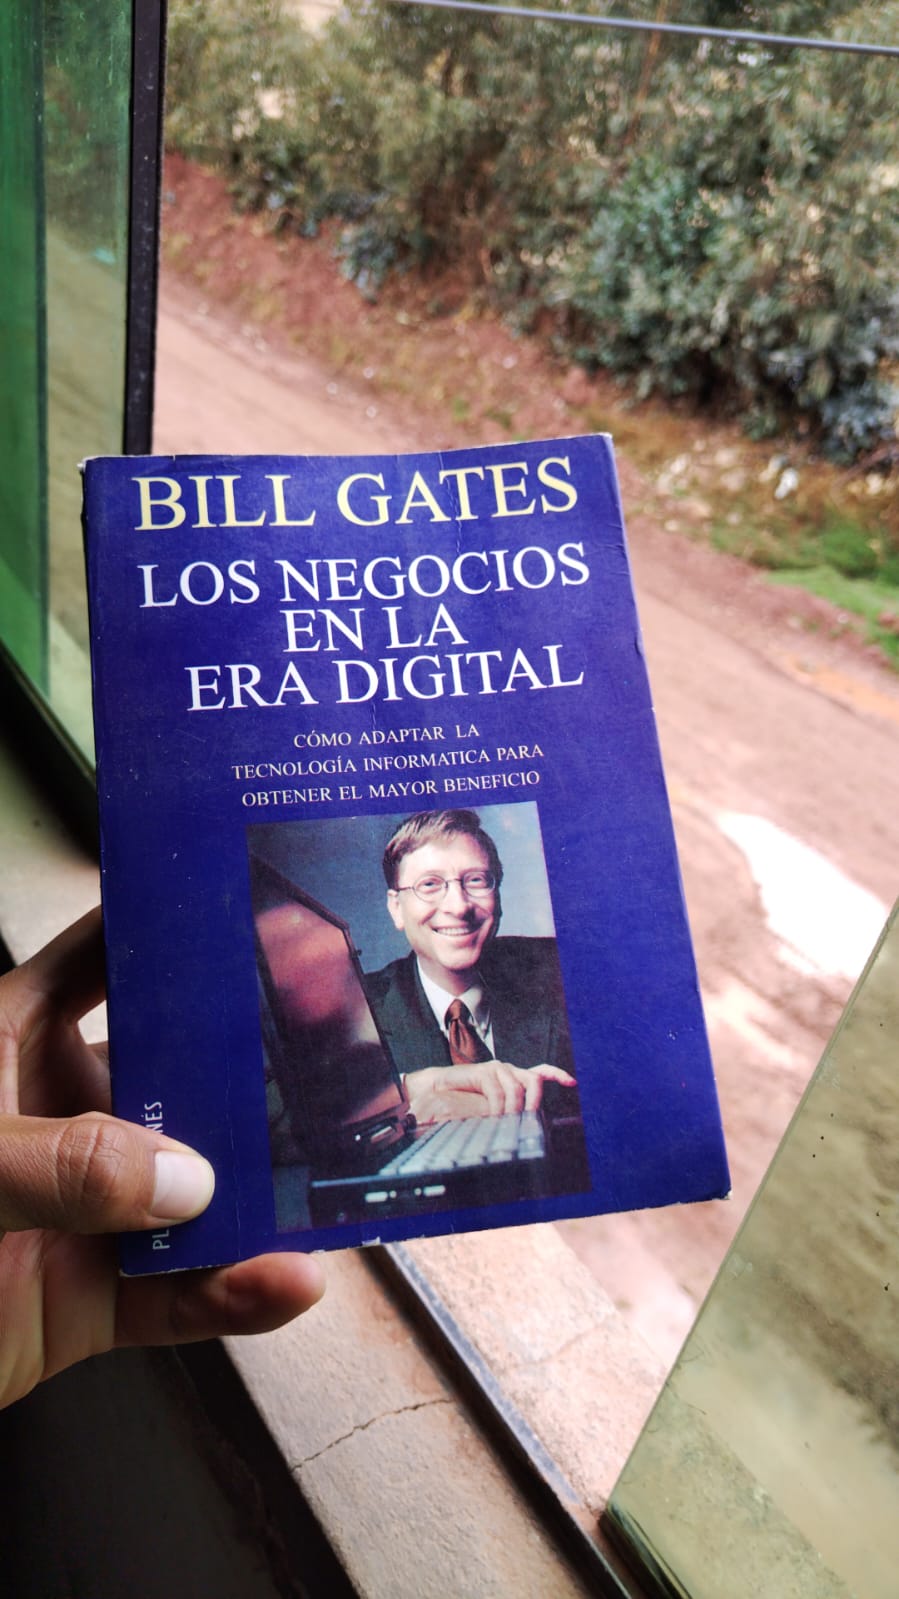 BILL GATES
LOS NEGOCIOS
EN LA
ERA DIGITAL
CÓMO ADAPTAR LA
TECNOLOGÍA INFORMATICA PARA
OBTENER EL MAYOR BENEFICIO